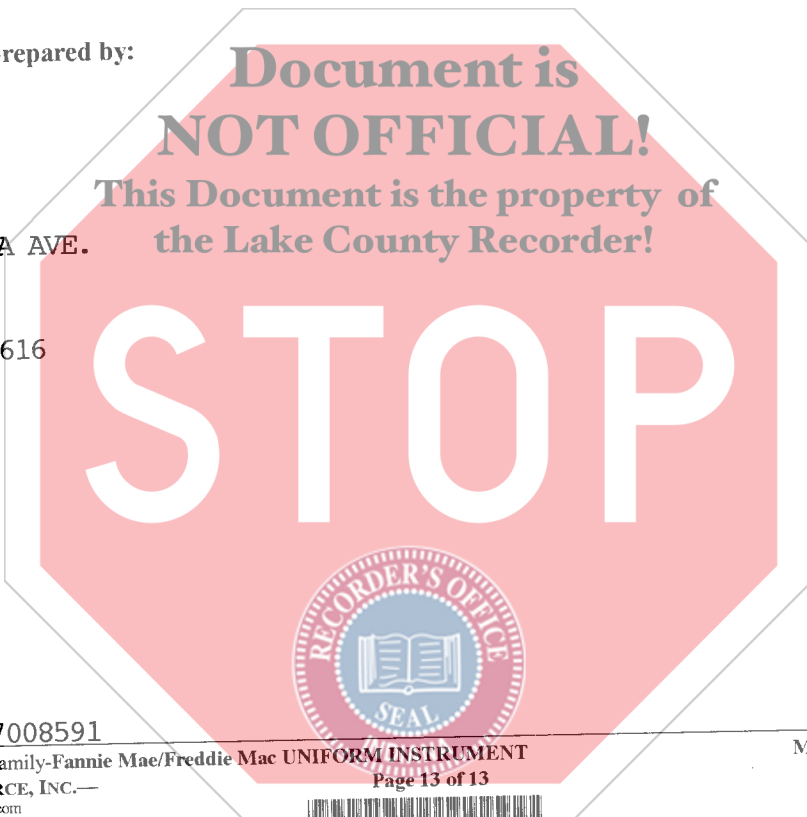 repared by:
Document is
NOT OFFICIAL!
This Document is the property of
A AVE.
the Lake County Recorder!
616
STOP
RECORDER'S OFFICE
SEAL
7008591
amily-Fannie Mae/Freddie Mac UNIFORM INSTRUMENT
M
RCE, INC.—
Page 13 of 13
com